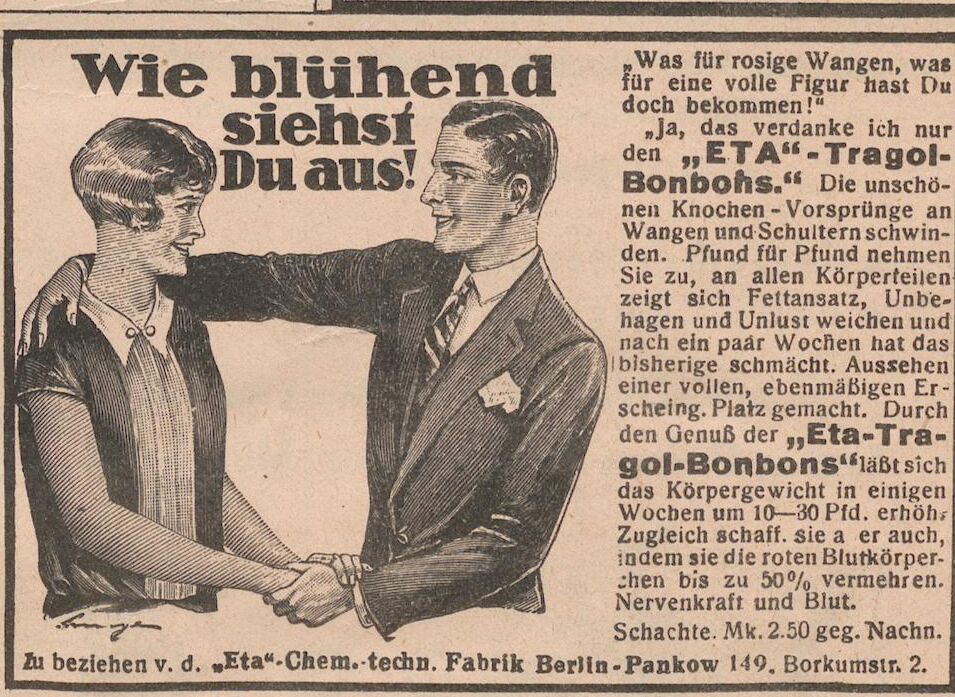 Wie blühend
siehst
Du aus!
„Was für rosige Wangen, was
für eine volle Figur hast Du
doch bekommen!“
„Ja, das verdanke ich nur
den „ETA“-Tragol-
Bonbohs.“ Die unschö-
nen Knochen-Vorsprünge an
Wangen und Schultern schwin-
den. Pfund für Pfund nehmen
Sie zu, an allen Körperteilen
zeigt sich Fettansatz, Unbe-
hagen und Unlust weichen und
nach ein paar Wochen hat das
bisherige schmächt. Aussehen
einer vollen, ebenmäßigen Er-
scheing. Platz gemacht. Durch
den Genuß der „Eta-Tra-
gol-Bonbons“ läßt sich
das Körpergewicht in einigen
Wochen um 10—30 Pfd. erhöh.
Zugleich schaff. sie a er auch,
indem sie die roten Blutkörper-
chen bis zu 50% vermehren.
Nervenkraft und Blut.
Schachte. Mk. 2.50 geg. Nachn.
Zu beziehen v. d. „Eta“-Chem.-techn. Fabrik Berlin-Pankow 149. Borkumstr. 2.